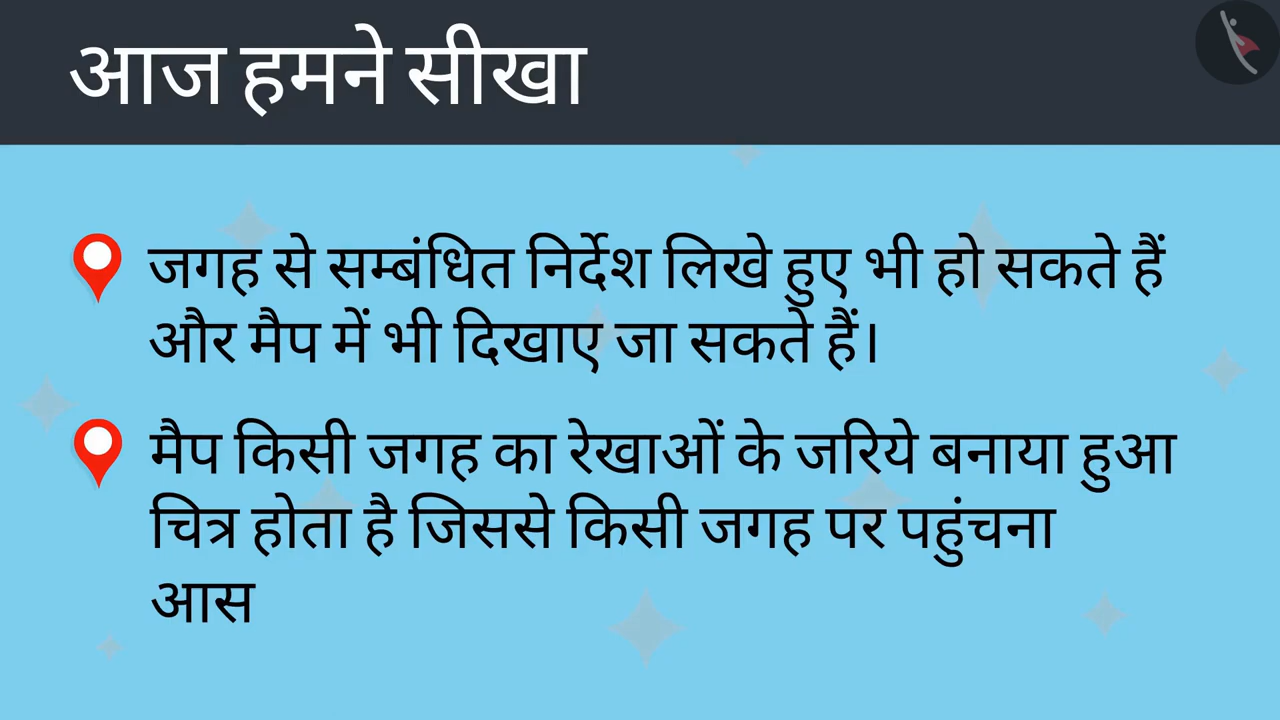 आज हमने सीखा
जगह से सम्बंधित निर्देश लिखे हुए भी हो सकते हैं
और मैप में भी दिखाए जा सकते हैं।
मैप किसी जगह का रेखाओं के जरिये बनाया हुआ
चित्र होता है जिससे किसी जगह पर पहुंचना
आस